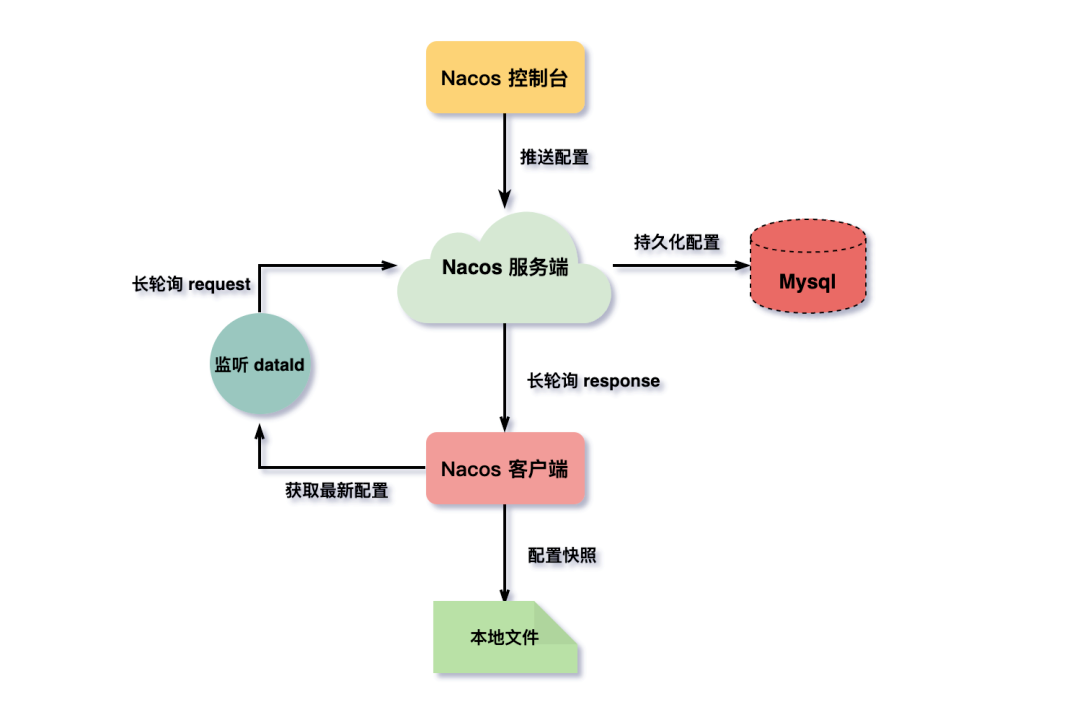 Nacos 控制台
推送配置
Nacos 服务端
持久化配置
Mysql
长轮询 request
监听 dataId
长轮询 response
Nacos 客户端
获取最新配置
配置快照
本地文件